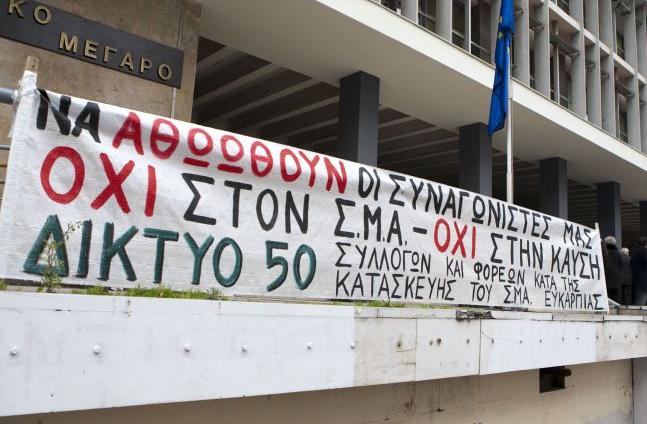 ΚΟ ΜΕΓΑΡΟ
ΝΑ ΑΘΩΩΘΟΥΝ ΟΙ ΣΥΝΑΓΩΝΙΣΤΕΣ ΜΑΣ
ΟΧΙ ΣΤΟΝ Σ.Μ.Α. - ΟΧΙ ΣΤΗΝ ΚΑΥΣΗ
ΔΙΚΤΥΟ 50 ΣΥΛΛΟΓΩΝ ΚΑΙ ΦΟΡΕΩΝ ΚΑΤΑ ΤΗΣ
ΚΑΤΑΣΚΕΥΗΣ ΤΟΥ Σ.ΜΑ. ΕΥΚΑΡΠΙΑΣ